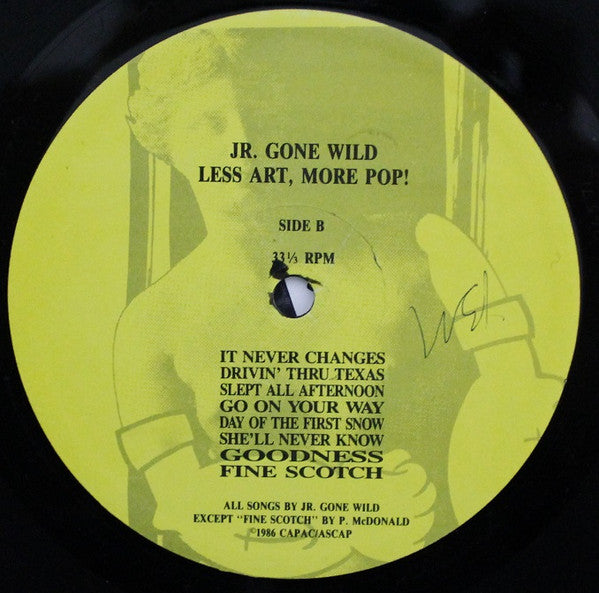 JR. GONE WILD
LESS ART, MORE POP!
SIDE B
33⅓ RPM
IT NEVER CHANGES
DRIVIN' THRU TEXAS
SLEPT ALL AFTERNOON
GO ON YOUR WAY
DAY OF THE FIRST SNOW
SHE'LL NEVER KNOW
GOODNESS
FINE SCOTCH
ALL SONGS BY JR. GONE WILD
EXCEPT "FINE SCOTCH" BY P. McDONALD
©1986 CAPAC/ASCAP